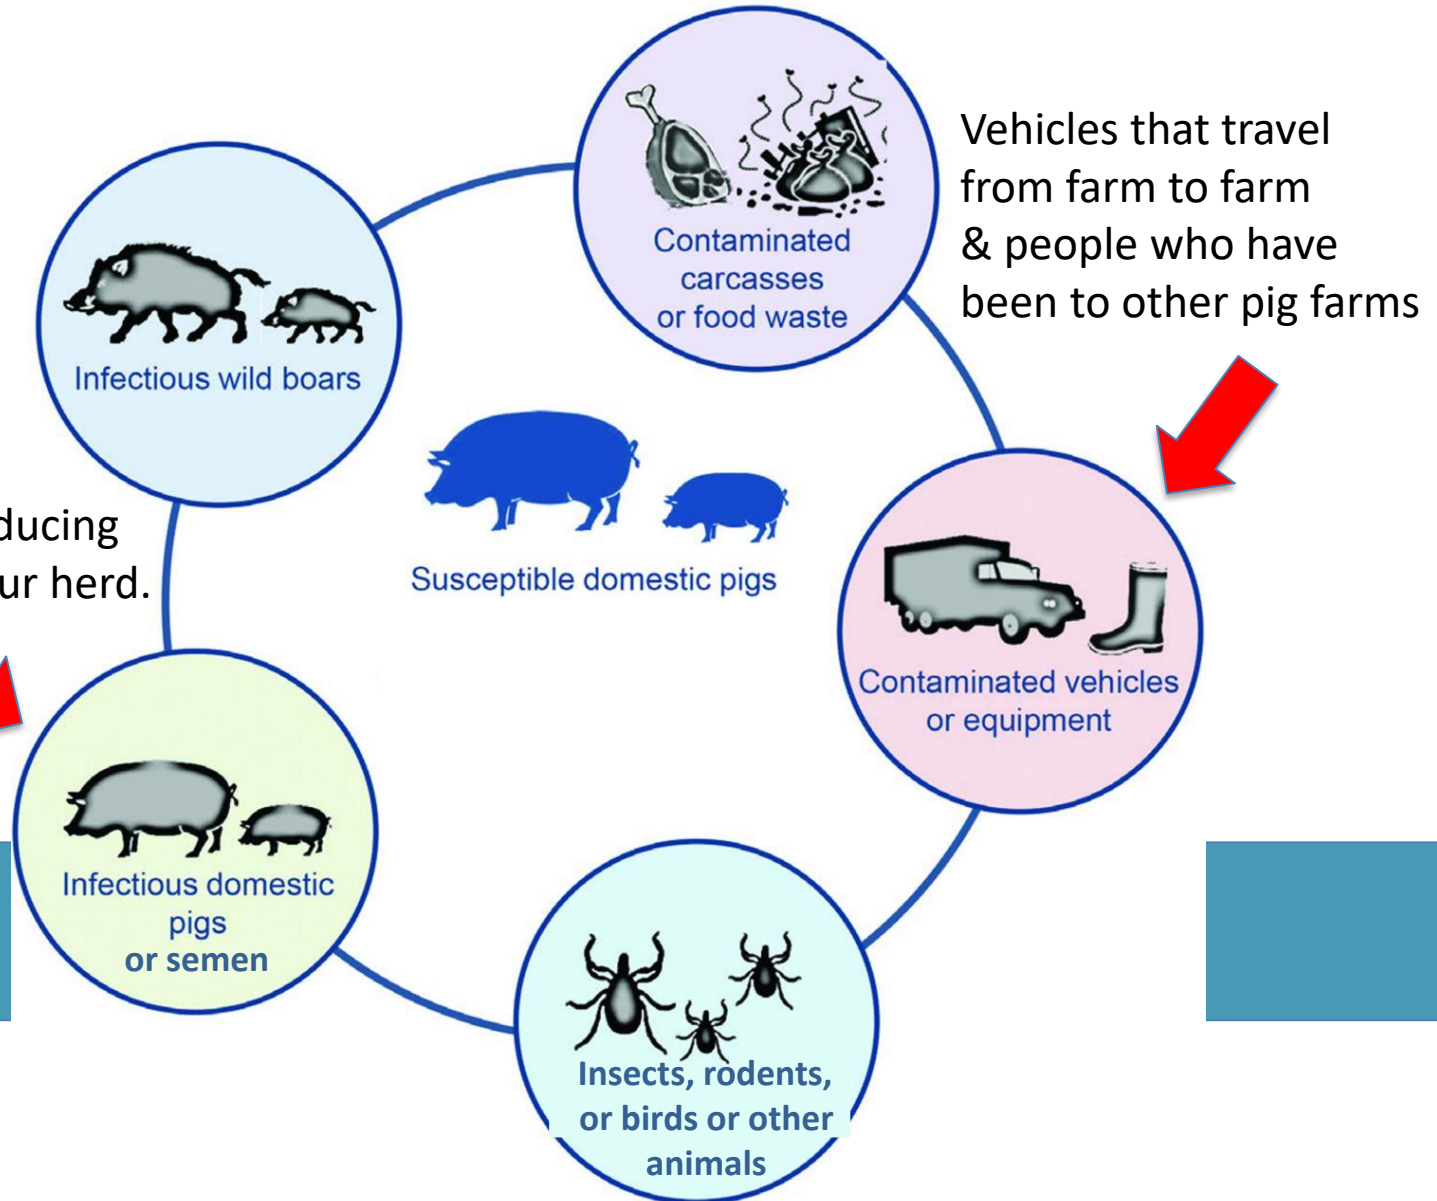 Contaminated
carcasses
or food waste
Vehicles that travel
from farm to farm
& people who have
been to other pig farms
Infectious wild boars
Susceptible domestic pigs
ur herd.
Contaminated vehicles
or equipment
Infectious domestic
pigs
or semen
Insects, rodents,
or birds or other
animals